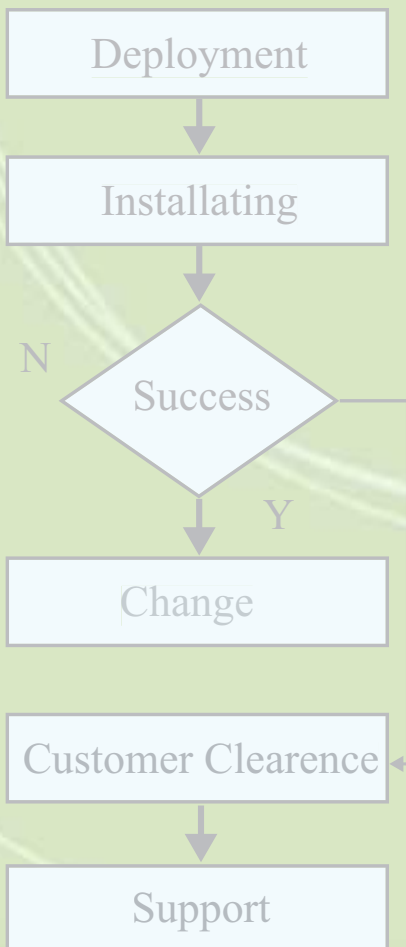 Deployment
Installating
N
Success
Y
Change
Customer Clearence
Support